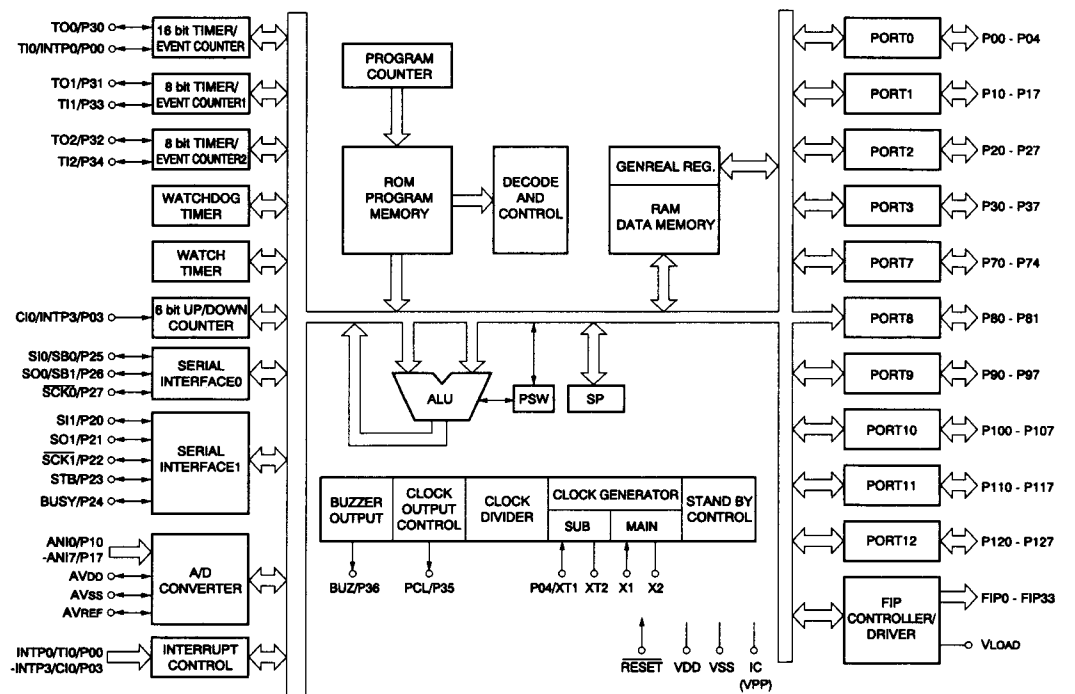 TO0/P30
TI0/INTP0/P00
16 bit TIMER/
EVENT COUNTER
TO1/P31
TI1/P33
8 bit TIMER/
EVENT COUNTER1
TO2/P32
TI2/P34
8 bit TIMER/
EVENT COUNTER2
WATCHDOG
TIMER
WATCH
TIMER
CI0/INTP3/P03
6 bit UP/DOWN
COUNTER
SI0/SB0/P25
SO0/SB1/P26
SCK0/P27
SERIAL
INTERFACE0
SI1/P20
SO1/P21
SCK1/P22
STB/P23
BUSY/P24
SERIAL
INTERFACE1
ANI0/P10
-ANI7/P17
AVDD
AVSS
AVREF
A/D
CONVERTER
INTP0/TI0/P00
-INTP3/CI0/P03
INTERRUPT
CONTROL
PROGRAM
COUNTER
ROM
PROGRAM
MEMORY
DECODE
AND
CONTROL
GENREAL REG.
RAM
DATA MEMORY
ALU
PSW
SP
BUZZER
OUTPUT
CLOCK
OUTPUT
CONTROL
CLOCK
DIVIDER
CLOCK GENERATOR
SUB
MAIN
STAND BY
CONTROL
BUZ/P36
PCL/P35
P04/XT1
XT2
X1
X2
RESET
VDD
VSS
IC
(VPP)
PORT0
P00 - P04
PORT1
P10 - P17
PORT2
P20 - P27
PORT3
P30 - P37
PORT7
P70 - P74
PORT8
P80 - P81
PORT9
P90 - P97
PORT10
P100 - P107
PORT11
P110 - P117
PORT12
P120 - P127
FIP
CONTROLLER/
DRIVER
FIP0 - FIP33
VLOAD